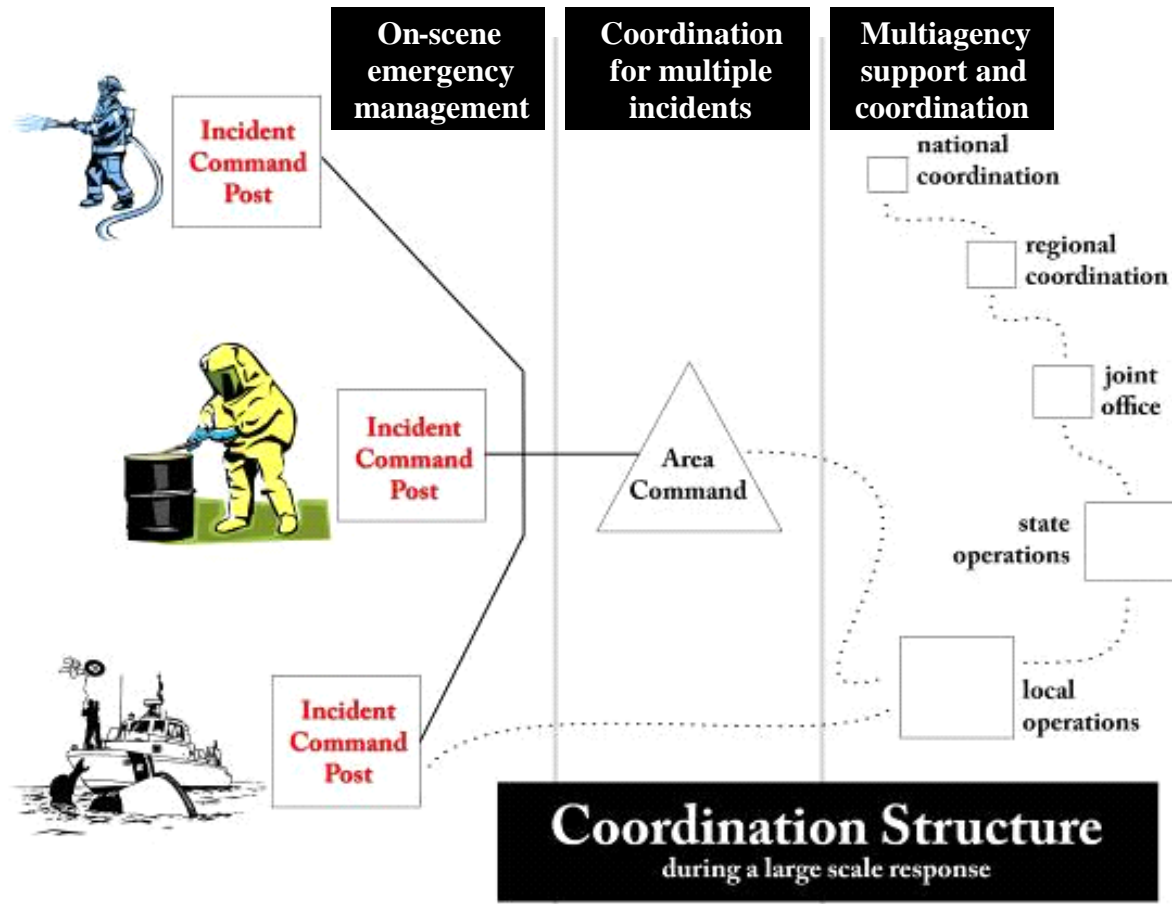 On-scene
emergency
management
Coordination
for multiple
incidents
Multiagency
support and
coordination
Incident
Command
Post
national
coordination
regional
coordination
joint
office
Incident
Command
Post
Area
Command
state
operations
Incident
Command
Post
local
operations
Coordination Structure
during a large scale response